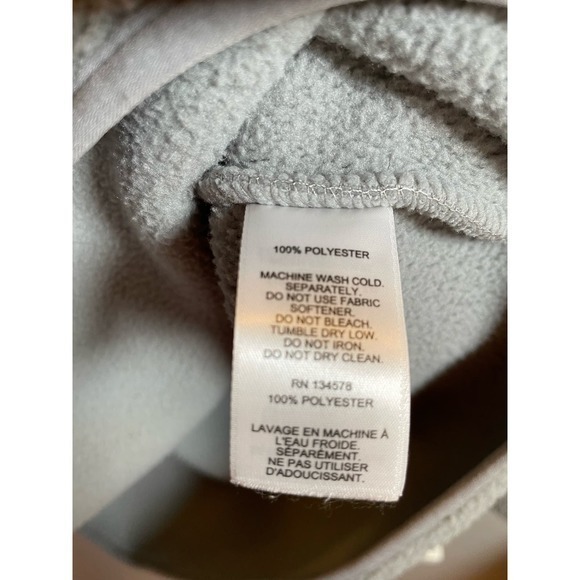 100% POLYESTER
MACHINE WASH COLD.
SEPARATELY.
DO NOT USE FABRIC
SOFTENER.
DO NOT BLEACH.
TUMBLE DRY LOW.
DO NOT IRON.
DO NOT DRY CLEAN.
RN 134578
100% POLYESTER
LAVAGE EN MACHINE À
L'EAU FROIDE.
SÉPARÉMENT.
NE PAS UTILISER
D'ADOUCISSANT.